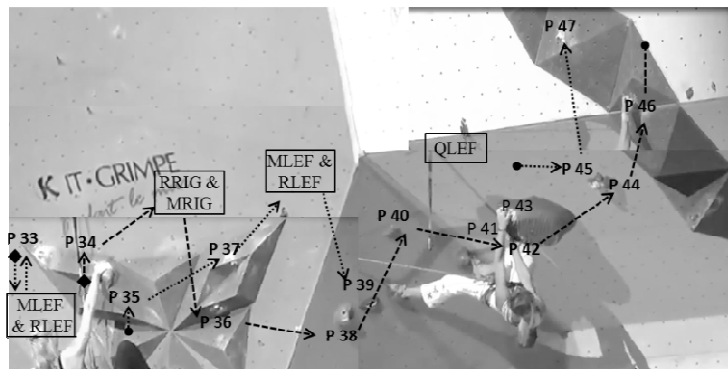 P 47
P 46
K IT·GRIMPE
MLEF &
RLEF
QLEF
RRIG &
MRIG
P 45
P 44
P 43
P 40
P 41
P 33
P 34
P 37
P 42
P 39
P 35
MLEF
& RLEF
P 36
P 38